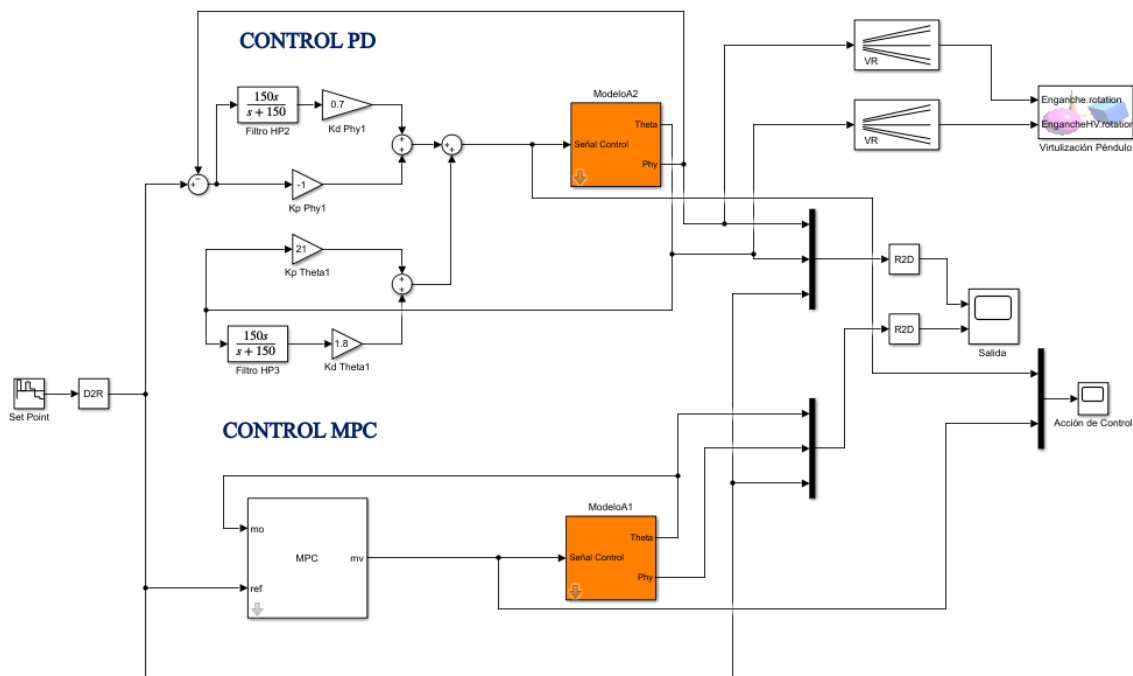 CONTROL PD
150s
s + 150
Filtro HP2
0.7
Kd Phy1
-1
Kp Phy1
21
Kp Theta1
150s
s + 150
Filtro HP3
1.8
Kd Theta1
ModeloA2
Señal Control
Theta
Phy
VR
VR
Enganche.rotation
EngancheHV.rotation
Virtulización Péndulo
R2D
R2D
Salida
Set Point
D2R
Acción de Control
CONTROL MPC
mo
ref
MPC
mv
ModeloA1
Señal Control
Theta
Phy